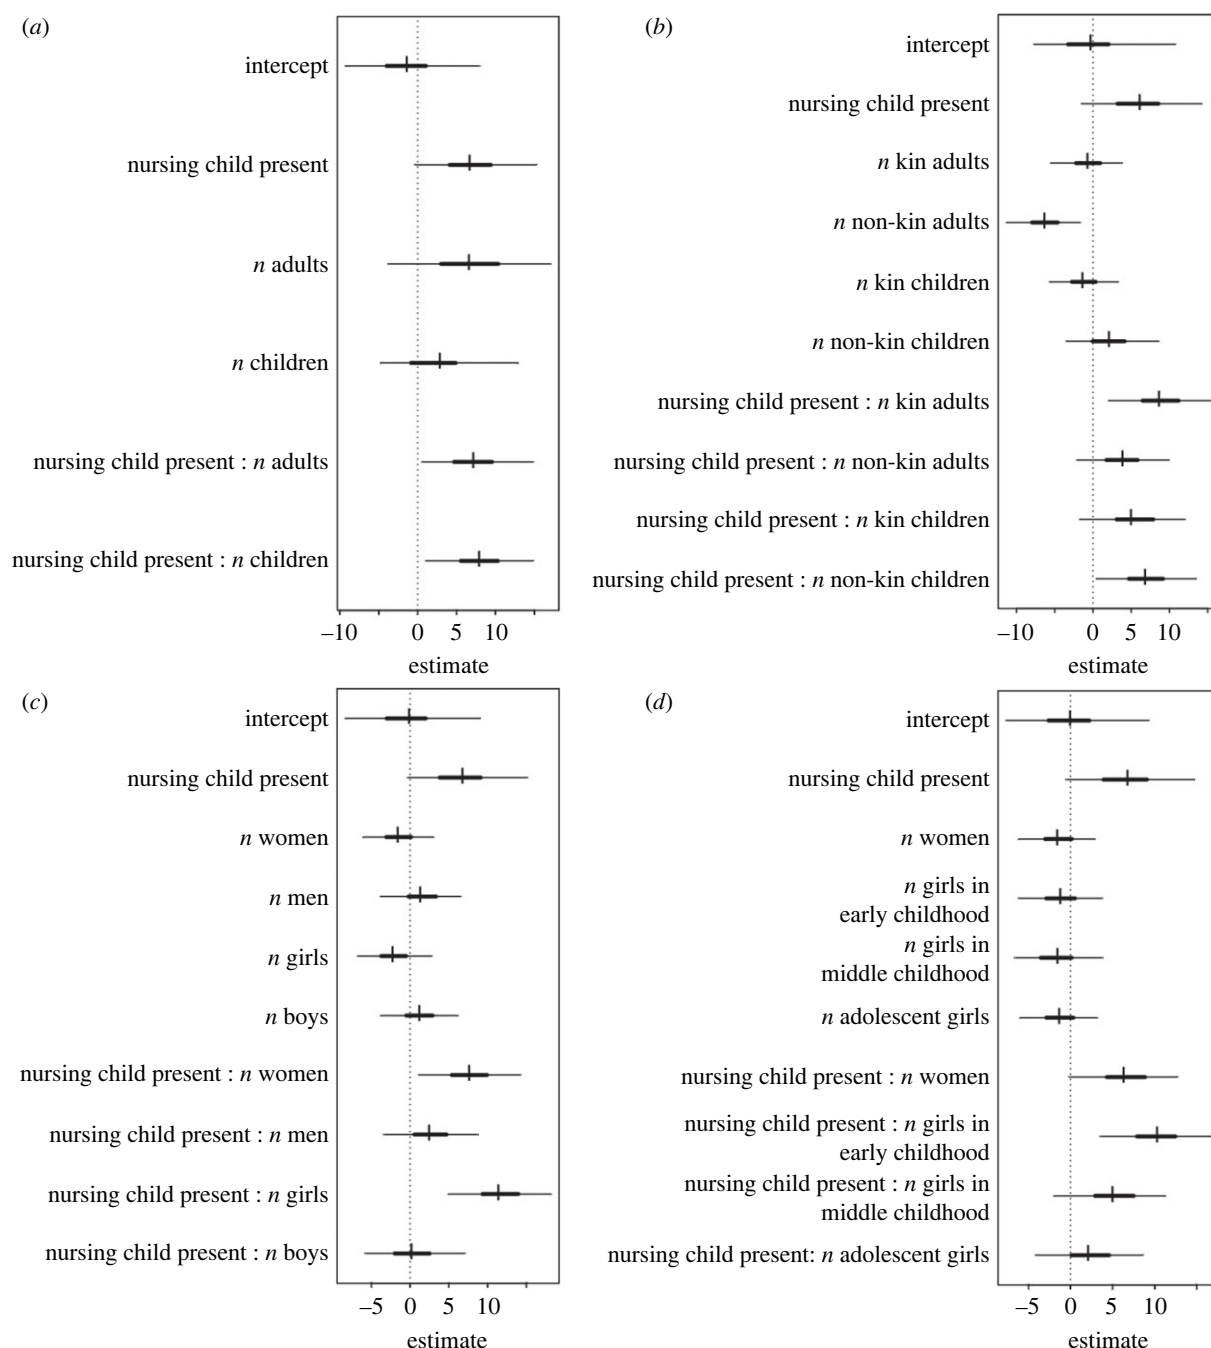 (a)
intercept
nursing child present
n adults
n children
nursing child present : n adults
nursing child present : n children
–10 0 5 10
estimate
(b)
intercept
nursing child present
n kin adults
n non-kin adults
n kin children
n non-kin children
nursing child present : n kin adults
nursing child present : n non-kin adults
nursing child present : n kin children
nursing child present : n non-kin children
–10 0 5 10
estimate
(c)
intercept
nursing child present
n women
n men
n girls
n boys
nursing child present : n women
nursing child present : n men
nursing child present : n girls
nursing child present : n boys
–5 0 5 10
estimate
(d)
intercept
nursing child present
n women
n girls in
early childhood
n girls in
middle childhood
n adolescent girls
nursing child present : n women
nursing child present : n girls in
early childhood
nursing child present : n girls in
middle childhood
nursing child present: n adolescent girls
–5 0 5 10
estimate